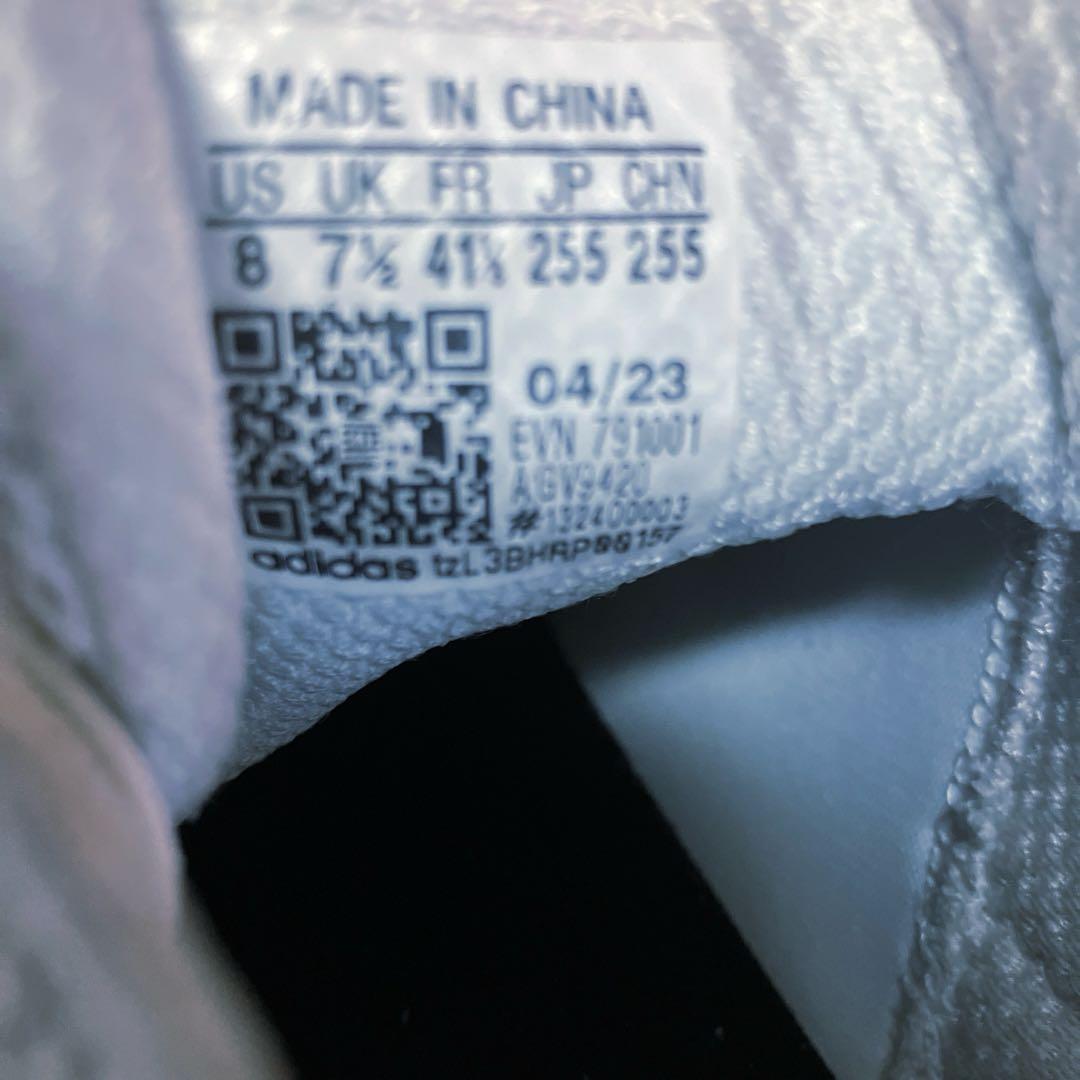 MADE IN CHINA
US UK FR JP CHN
8 7½ 41⅓ 255 255
04/23
EVN 791001
AGV9420
#132400003
adidas tzL3BHRP00157